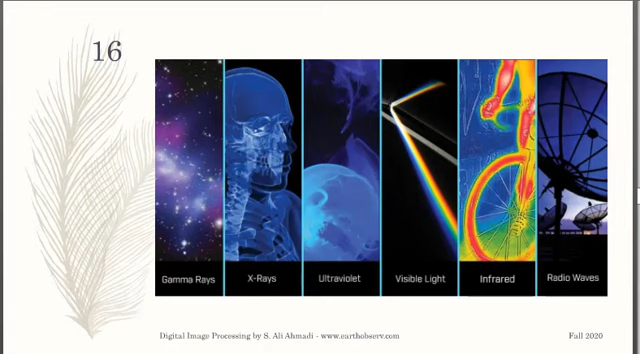 16
Gamma Rays
X-Rays
Ultraviolet
Visible Light
Infrared
Radio Waves
Digital Image Processing by S. Ali Ahmadi - www.earthobserv.com
Fall 2020